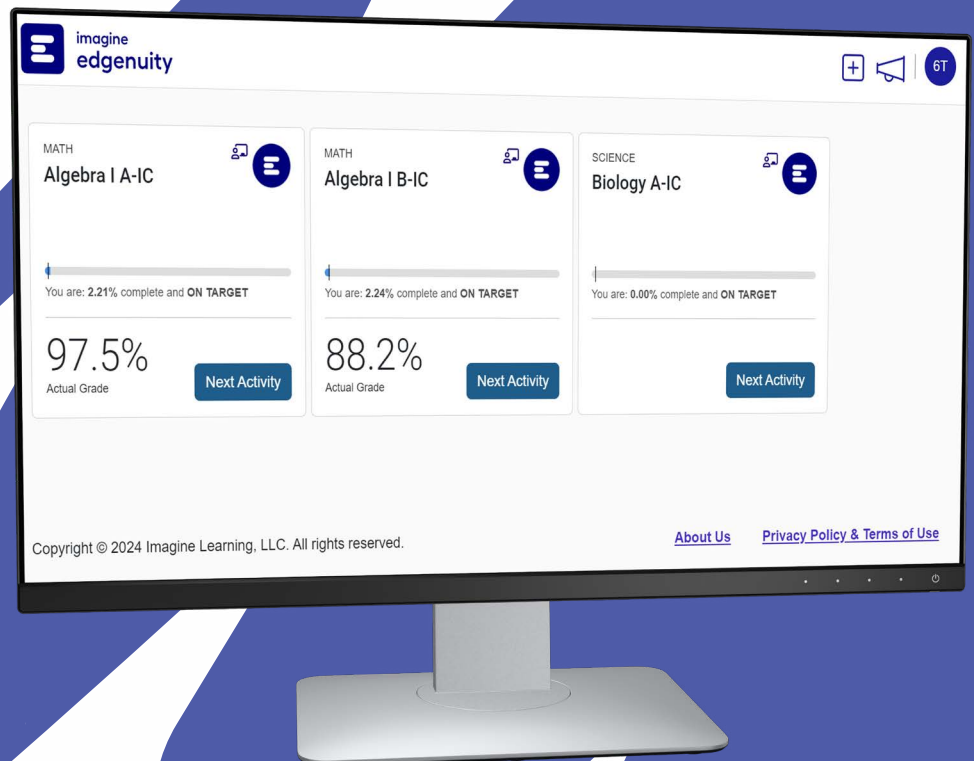 imagine
edgenuity
6T
MATH
Algebra I A-IC
You are: 2.21% complete and ON TARGET
97.5%
Actual Grade
Next Activity
MATH
Algebra I B-IC
You are: 2.24% complete and ON TARGET
88.2%
Actual Grade
Next Activity
SCIENCE
Biology A-IC
You are: 0.00% complete and ON TARGET
Next Activity
Copyright © 2024 Imagine Learning, LLC. All rights reserved.
About Us
Privacy Policy & Terms of Use